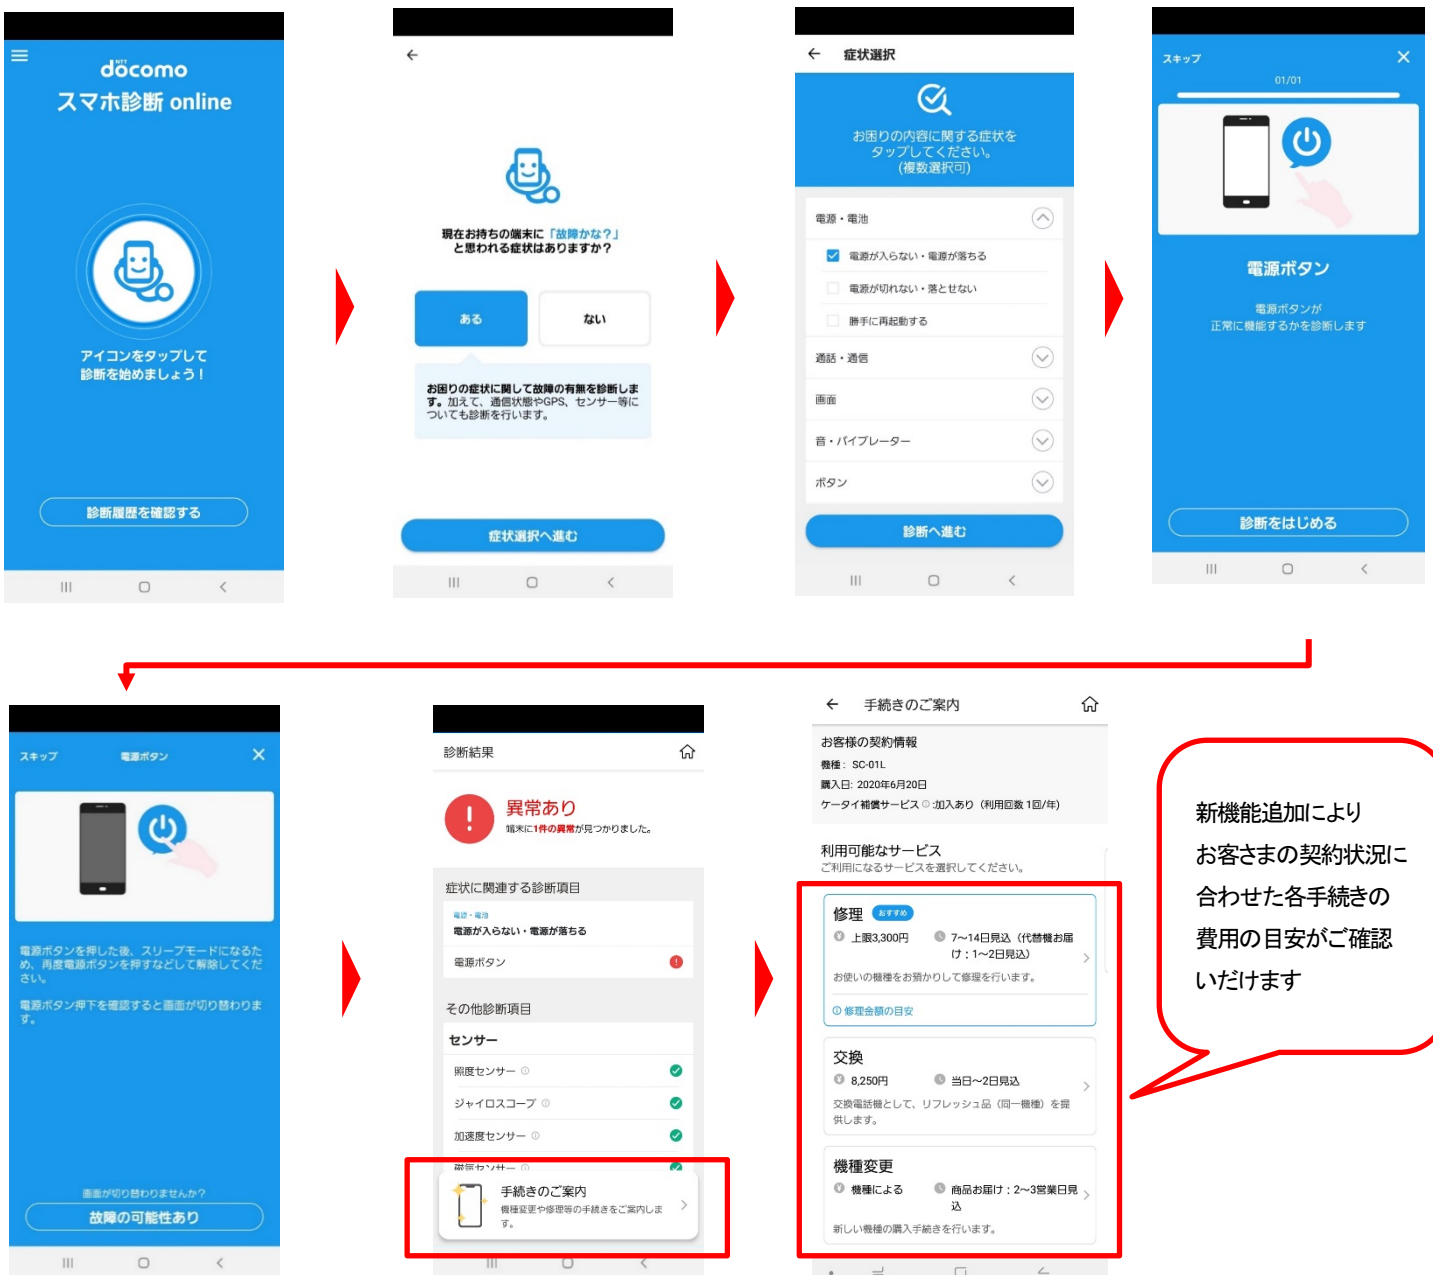 NTT
döcomo
スマホ診断 online
アイコンをタップして
診断を始めましょう！
診断履歴を確認する
現在お持ちの端末に「故障かな？」
と思われる症状はありますか？
ある
ない
お困りの症状に関して故障の有無を診断しま
す。加えて、通信状態やGPS、センサー等に
ついても診断を行います。
症状選択へ進む
症状選択
お困りの内容に関する症状を
タップしてください。
(複数選択可)
電源・電池
電源が入らない・電源が落ちる
電源が切れない・落とせない
勝手に再起動する
通話・通信
画面
音・バイブレーター
ボタン
診断へ進む
スキップ
01/01
電源ボタン
電源ボタンが
正常に機能するかを診断します
診断をはじめる
スキップ
電源ボタン
電源ボタンを押した後、スリープモードになるた
め、再度電源ボタンを押すなどして解除してくだ
さい。
電源ボタン押下を確認すると画面が切り替わりま
す。
画面が切り替わりませんか？
故障の可能性あり
診断結果
異常あり
端末に1件の異常が見つかりました。
症状に関連する診断項目
電源・電池
電源が入らない・電源が落ちる
電源ボタン
その他診断項目
センサー
照度センサー
ジャイロスコープ
加速度センサー
磁気センサー
手続きのご案内
機種変更や修理等の手続きをご案内しま
す。
手続きのご案内
お客様の契約情報
機種： SC-01L
購入日: 2020年6月20日
ケータイ補償サービス :加入あり（利用回数 1回/年）
利用可能なサービス
ご利用になるサービスを選択してください。
修理 おすすめ
上限3,300円
7～14日見込（代替機お届
け：1～2日見込）
お使いの機種をお預かりして修理を行います。
修理金額の目安
交換
8,250円
当日～2日見込
交換電話機として、リフレッシュ品（同一機種）を提
供します。
機種変更
機種による
商品お届け：2～3営業日見
込
新しい機種の購入手続きを行います。
新機能追加により
お客さまの契約状況に
合わせた各手続きの
費用の目安がご確認
いだけます